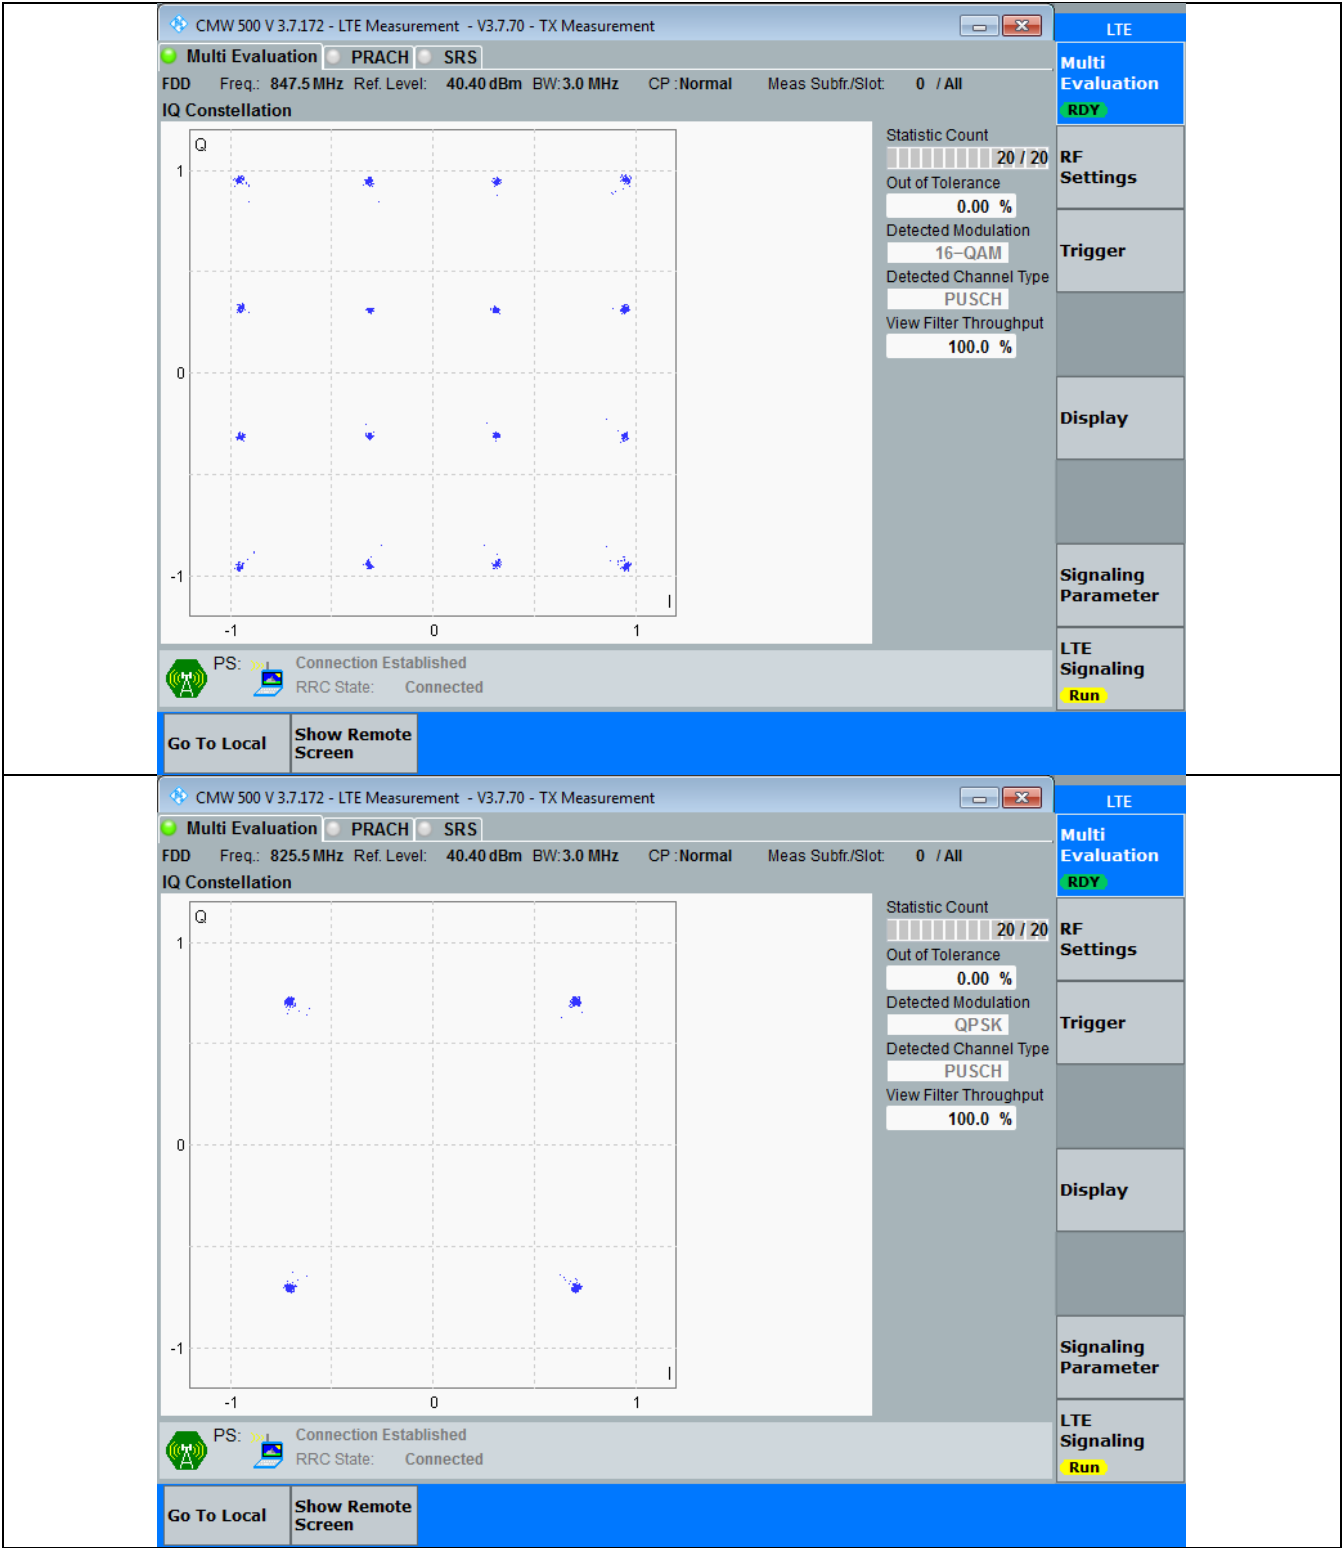 CMW 500 V 3.7.172 - LTE Measurement - V3.7.70 - TX Measurement
LTE
Multi Evaluation PRACH SRS
FDD Freq.: 847.5 MHz Ref. Level: 40.40 dBm BW: 3.0 MHz CP : Normal Meas Subfr./Slot: 0 / All
IQ Constellation
Multi
Evaluation
RDY
Q
1
0
-1
I
-1 0 1
Statistic Count
20 / 20
Out of Tolerance
0.00 %
Detected Modulation
16-QAM
Detected Channel Type
PUSCH
View Filter Throughput
100.0 %
RF
Settings
Trigger
Display
Signaling
Parameter
LTE
Signaling
Run
PS: Connection Established
RRC State: Connected
Go To Local
Show Remote
Screen
CMW 500 V 3.7.172 - LTE Measurement - V3.7.70 - TX Measurement
LTE
Multi Evaluation PRACH SRS
FDD Freq.: 825.5 MHz Ref. Level: 40.40 dBm BW: 3.0 MHz CP : Normal Meas Subfr./Slot: 0 / All
IQ Constellation
Multi
Evaluation
RDY
Q
1
0
-1
I
-1 0 1
Statistic Count
20 / 20
Out of Tolerance
0.00 %
Detected Modulation
QPSK
Detected Channel Type
PUSCH
View Filter Throughput
100.0 %
RF
Settings
Trigger
Display
Signaling
Parameter
LTE
Signaling
Run
PS: Connection Established
RRC State: Connected
Go To Local
Show Remote
Screen